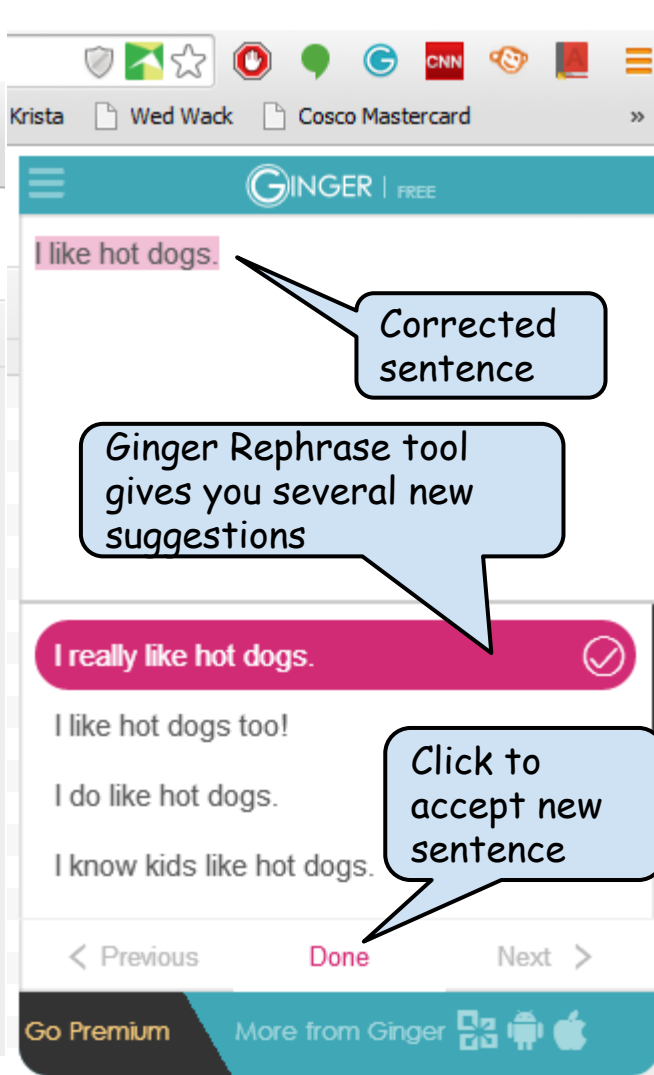 CNN
A
Krista Wed Wack Cosco Mastercard »
GINGER | FREE
I like hot dogs.
Corrected
sentence
Ginger Rephrase tool
gives you several new
suggestions
I really like hot dogs.
I like hot dogs too!
I do like hot dogs.
I know kids like hot dogs.
Click to
accept new
sentence
< Previous Done Next >
Go Premium More from Ginger